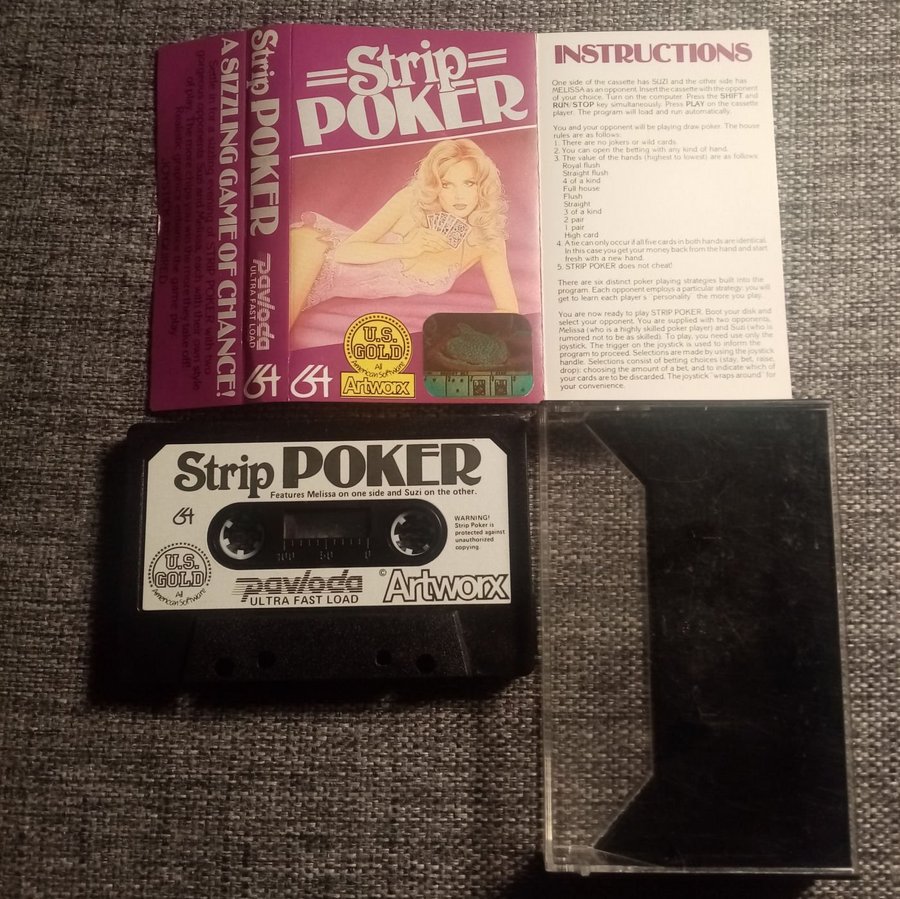 Strip
POKER
A SIZZLING GAME OF CHANCE!
Strip POKER
pavloda
ULTRA FAST LOAD
64
64
U.S.
GOLD
All
American Software
Artworx
INSTRUCTIONS
One side of the cassette has SUZI and the other side has
MELISSA as an opponent. Insert the cassette with the opponent
of your choice. Turn on the computer. Press the SHIFT and
RUN/STOP key simultaneously. Press PLAY on the cassette
player. The program will load and run automatically.
You and your opponent will be playing draw poker. The house
rules are as follows:
1. There are no jokers or wild cards.
2. You can open the betting with any kind of hand.
3. The value of the hands (highest to lowest) are as follows:
Royal flush
Straight flush
4 of a kind
Full house
Flush
Straight
3 of a kind
2 pair
1 pair
High card
4. A tie can only occur if all five cards in both hands are identical.
In this case you get your money back from the hand and start
fresh with a new hand.
5. STRIP POKER does not cheat!
There are six distinct poker playing strategies built into the
program. Each opponent employs a particular strategy: you will
get to learn each player's "personality" the more you play.
You are now ready to play STRIP POKER. Boot your disk and
select your opponent. You are supplied with two opponents,
Melissa (who is a highly skilled poker player) and Suzi (who is
rumored not to be as skilled). To play, you need use only the
joystick. The trigger on the joystick is used to inform the
program to proceed. Selections are made by using the joystick
handle. Selections consist of betting choices (stay, bet, raise,
drop); choosing the amount of a bet, and to indicate which of
your cards are to be discarded. The joystick "wraps around" for
your convenience.
Strip POKER
Features Melissa on one side and Suzi on the other.
64
WARNING!
Strip Poker is
protected against
unauthorized
copying.
100 50 0
U.S.
GOLD
All
American Software
pavloda
ULTRA FAST LOAD
© Artworx